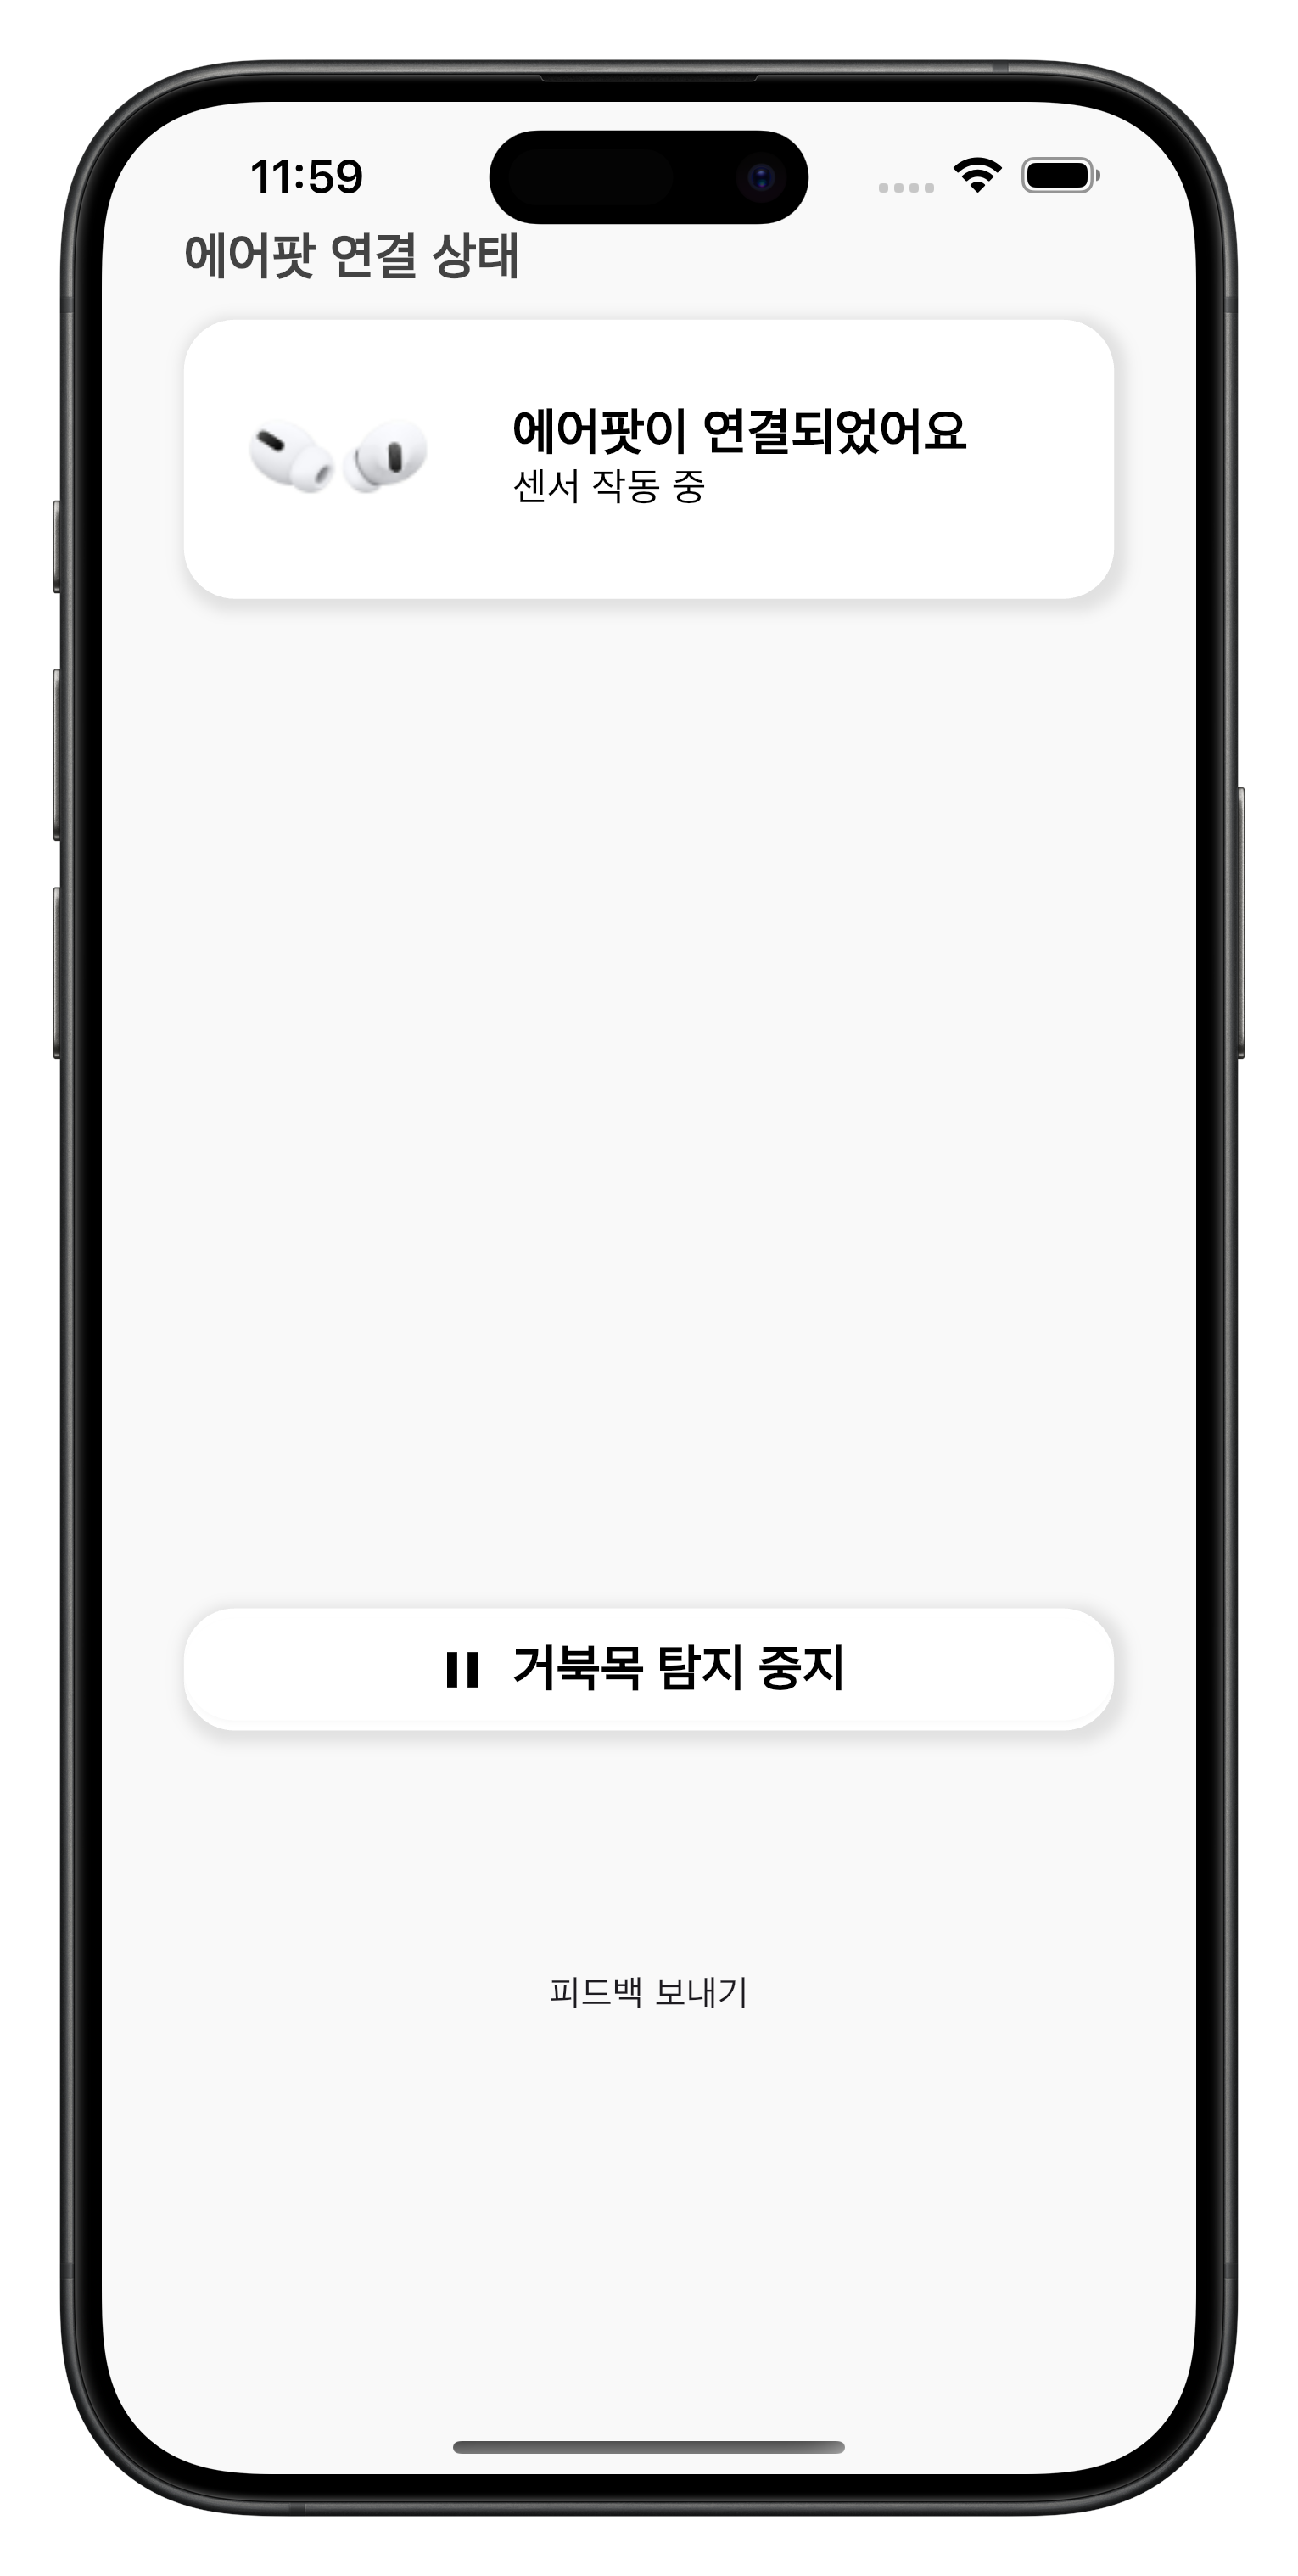 11:59
에어팟 연결 상태
에어팟이 연결되었어요
센서 작동 중
거북목 탐지 중지
피드백 보내기